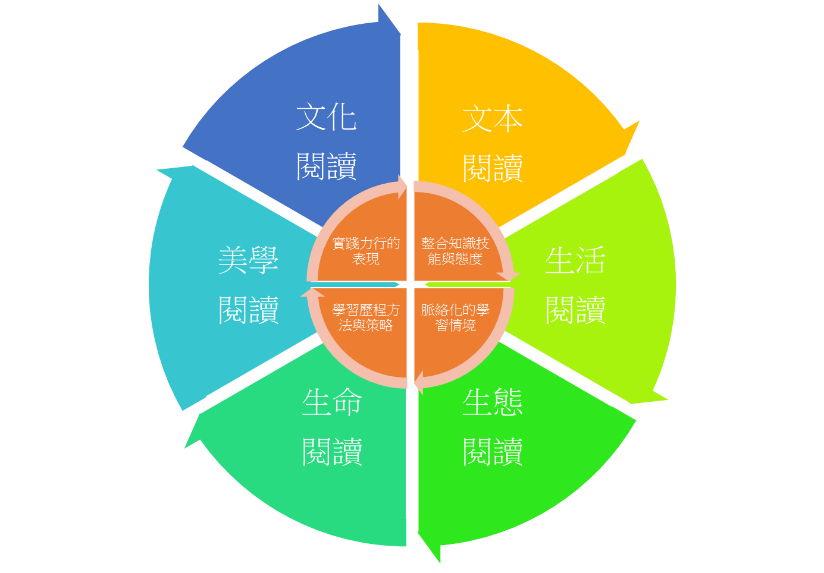 文化
閱讀
文本
閱讀
生活
閱讀
生態
閱讀
生命
閱讀
美學
閱讀
實踐力行的
表現
整合知識技
能與態度
脈絡化的學
習情境
學習歷程方
法與策略